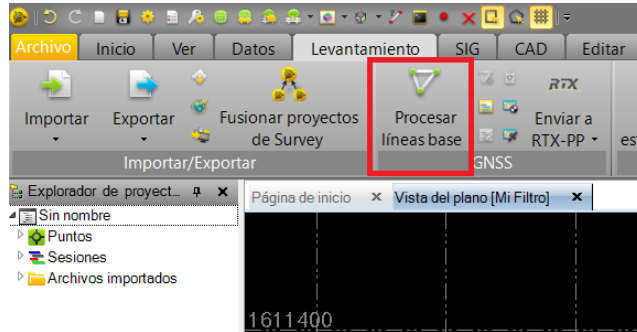 Archivo Inicio Ver Datos Levantamiento SIG CAD Editar
RTX
Importar Exportar Fusionar proyectos Procesar Enviar a
de Survey líneas base RTX-PP
Importar/Exportar GNSS
Explorador de proyect... Página de inicio Vista del plano [Mi Filtro]
Sin nombre
Puntos
Sesiones
Archivos importados
1611400